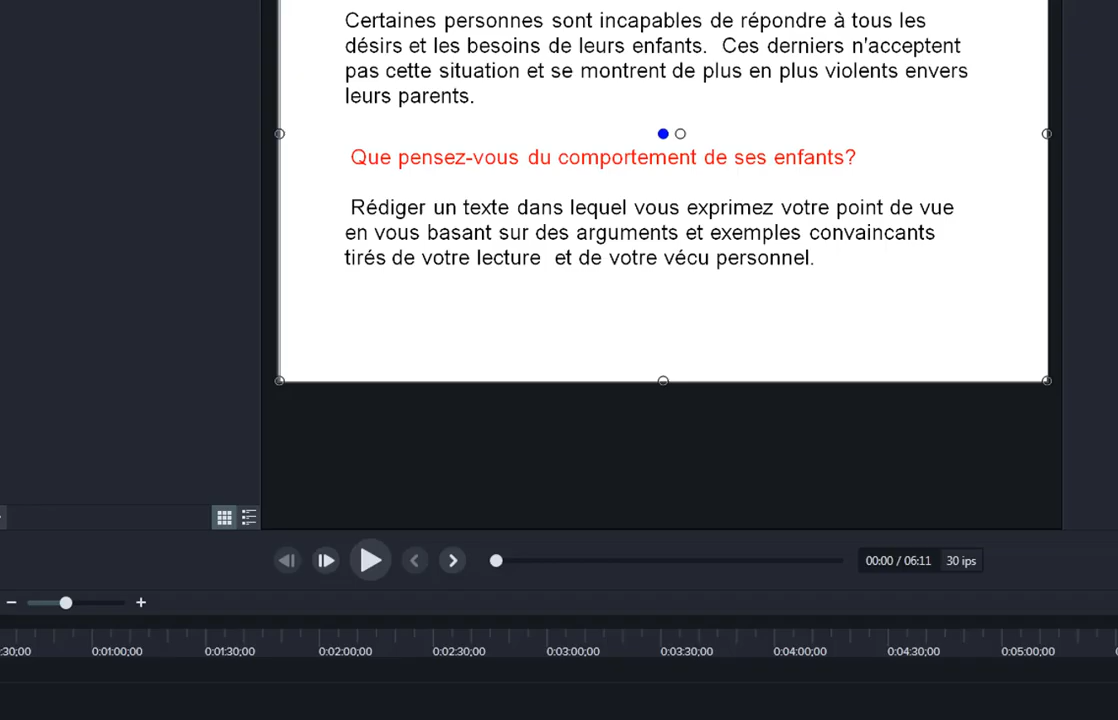 Certaines personnes sont incapables de répondre à tous les
désirs et les besoins de leurs enfants.  Ces derniers n'acceptent
pas cette situation et se montrent de plus en plus violents envers
leurs parents.
Que pensez-vous du comportement de ses enfants?
Rédiger un texte dans lequel vous exprimez votre point de vue
en vous basant sur des arguments et exemples convaincants
tirés de votre lecture  et de votre vécu personnel.
00:00 / 06:11 30 ips
:30;00 0:01:00;00 0:01:30;00 0:02:00;00 0:02:30;00 0:03:00;00 0:03:30;00 0:04:00;00 0:04:30;00 0:05:00;00